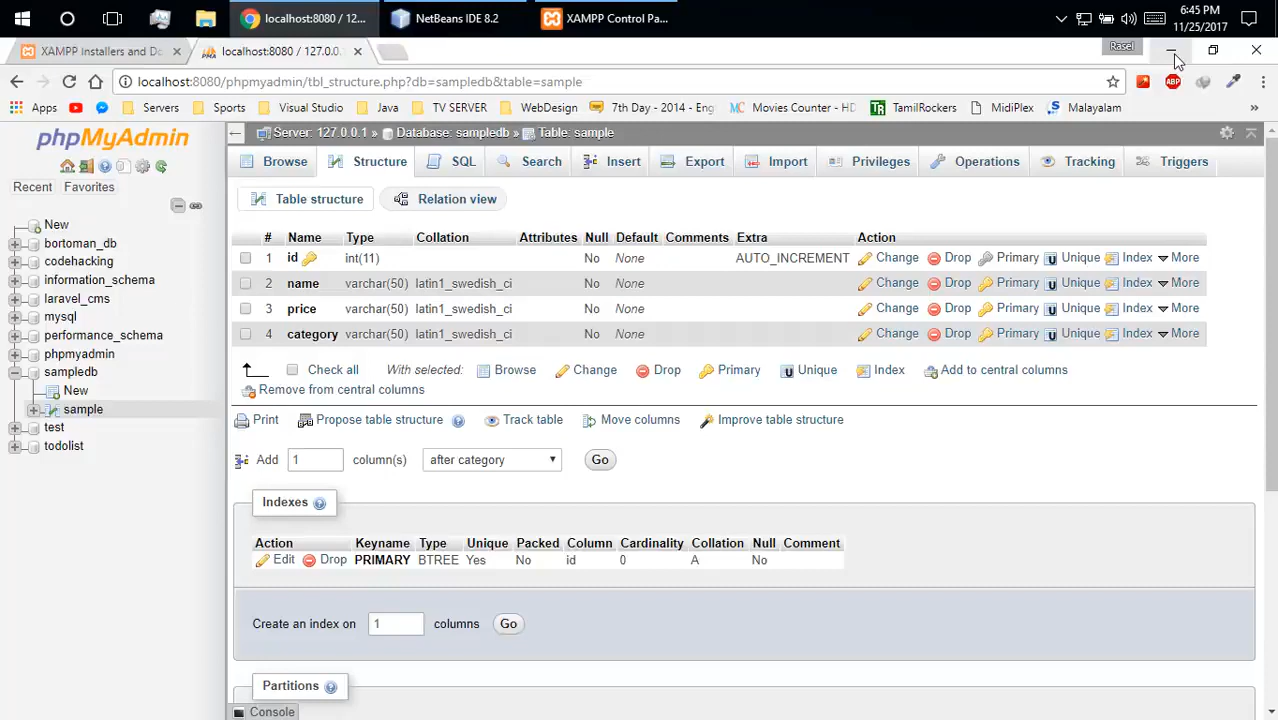 localhost:8080 / 12... NetBeans IDE 8.2 XAMPP Control Pa... 6:45 PM
11/25/2017
XAMPP Installers and Do localhost:8080 / 127.0.0. Rasel
localhost:8080/phpmyadmin/tbl_structure.php?db=sampledb&table=sample ABP
Apps Servers Sports Visual Studio Java TV SERVER WebDesign 7th Day - 2014 - Eng Movies Counter - HD TR TamilRockers MidiPlex Malayalam »
phpMyAdmin
Server: 127.0.0.1 » Database: sampledb » Table: sample
Browse Structure SQL Search Insert Export Import Privileges Operations Tracking Triggers
Recent Favorites
Table structure Relation view
New
bortoman_db
codehacking
information_schema
laravel_cms
mysql
performance_schema
phpmyadmin
sampledb
New
sample
test
todolist
# Name Type Collation Attributes Null Default Comments Extra Action
1 id int(11) No None AUTO_INCREMENT Change Drop Primary Unique Index More
2 name varchar(50) latin1_swedish_ci No None Change Drop Primary Unique Index More
3 price varchar(50) latin1_swedish_ci No None Change Drop Primary Unique Index More
4 category varchar(50) latin1_swedish_ci No None Change Drop Primary Unique Index More
Check all With selected: Browse Change Drop Primary Unique Index Add to central columns
Remove from central columns
Print Propose table structure Track table Move columns Improve table structure
Add 1 column(s) after category Go
Indexes
Action Keyname Type Unique Packed Column Cardinality Collation Null Comment
Edit Drop PRIMARY BTREE Yes No id 0 A No
Create an index on 1 columns Go
Partitions
Console